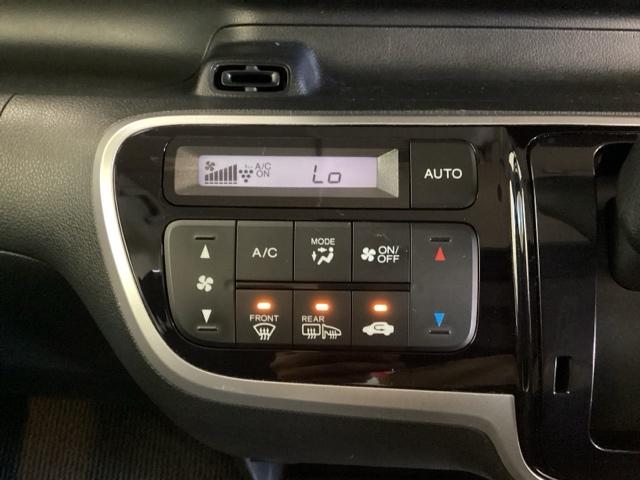 A/C
ON
Lo
AUTO
A/C
MODE
ON/
OFF
FRONT
REAR